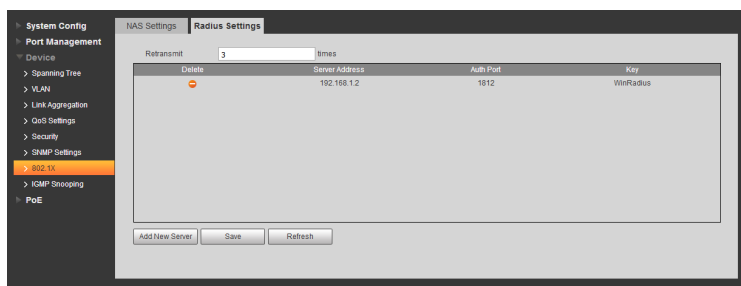 System Config
Port Management
Device
Spanning Tree
VLAN
Link Aggregation
QoS Settings
Security
SNMP Settings
802.1X
IGMP Snooping
PoE
NAS Settings Radius Settings
Retransmit 3 times
Delete Server Address Auth Port Key
192.168.1.2 1812 WinRadius
Add New Server Save Refresh